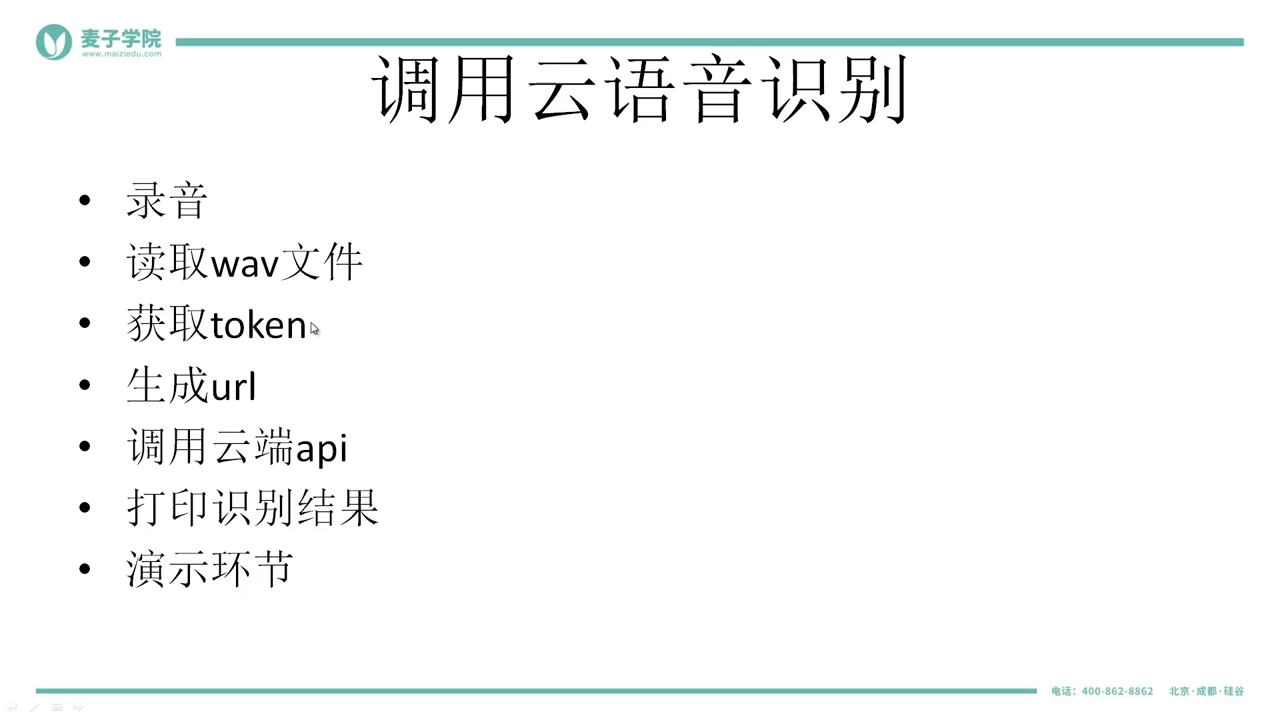 麦子学院
www.maiziedu.com
调用云语音识别
• 录音
• 读取wav文件
• 获取token
• 生成url
• 调用云端api
• 打印识别结果
• 演示环节
电话：400-862-8862 北京·成都·硅谷